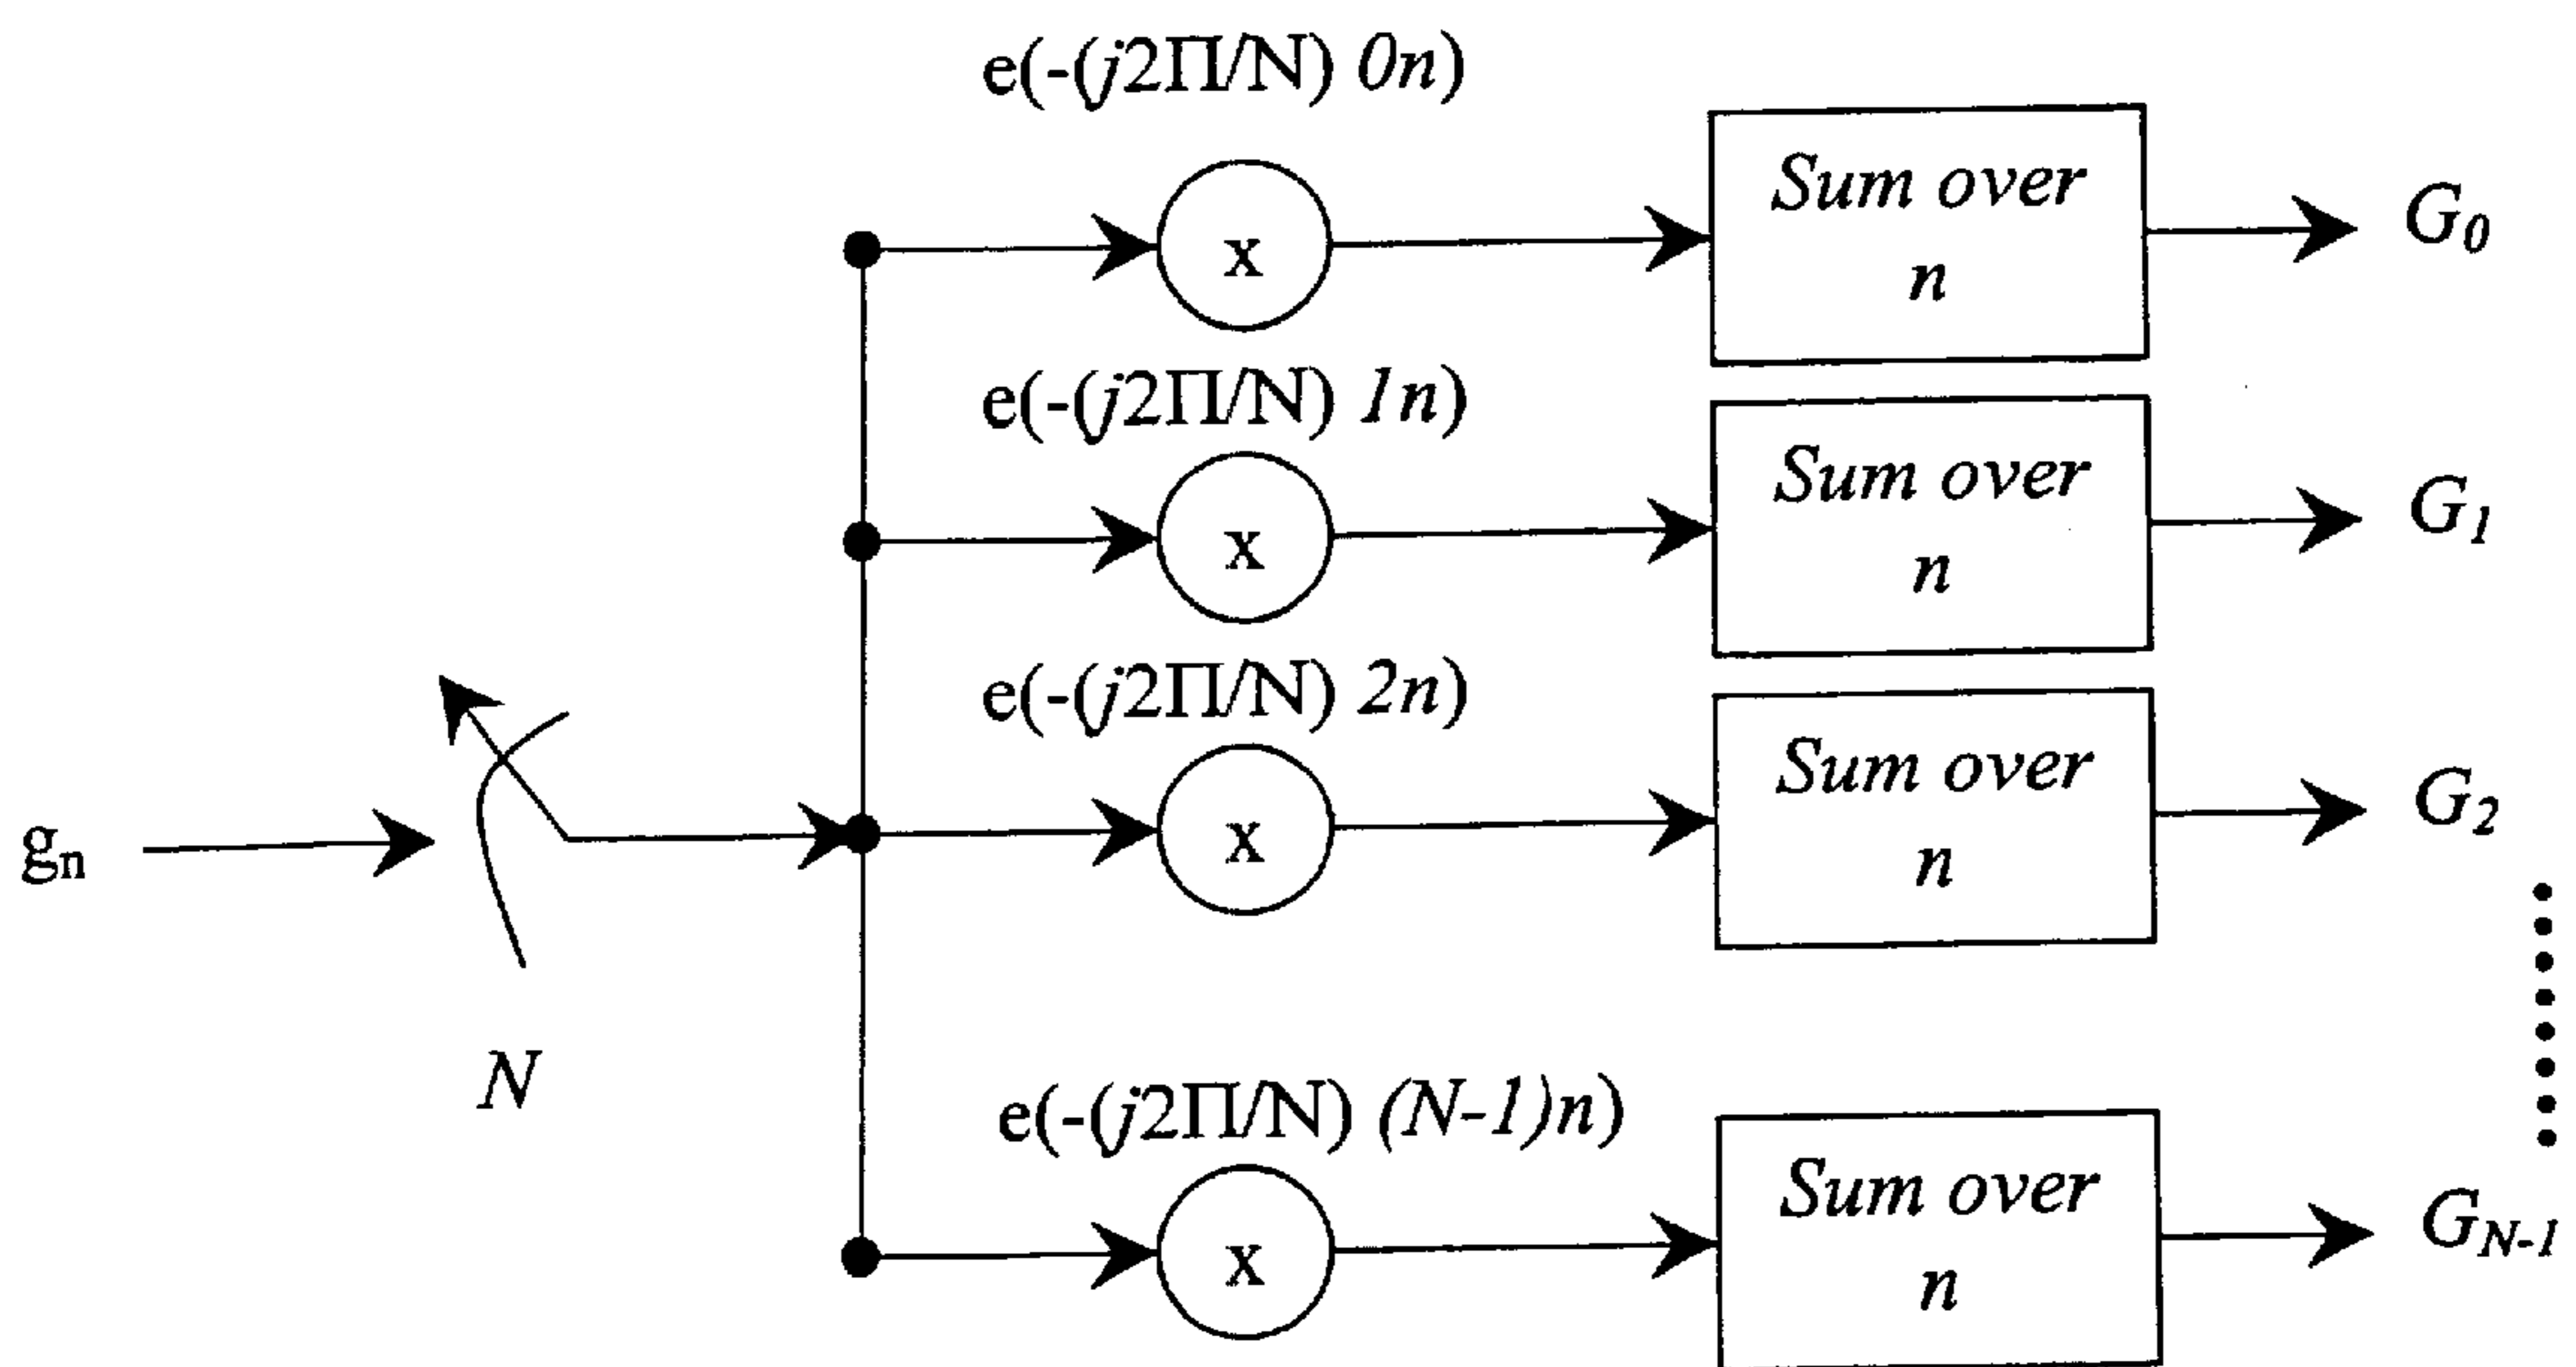 e(-(j2Π/N) 0n)
x
Sum over
n
G0
e(-(j2Π/N) 1n)
x
Sum over
n
G1
e(-(j2Π/N) 2n)
x
Sum over
n
G2
gn
N
e(-(j2Π/N) (N-1)n)
x
Sum over
n
GN-1